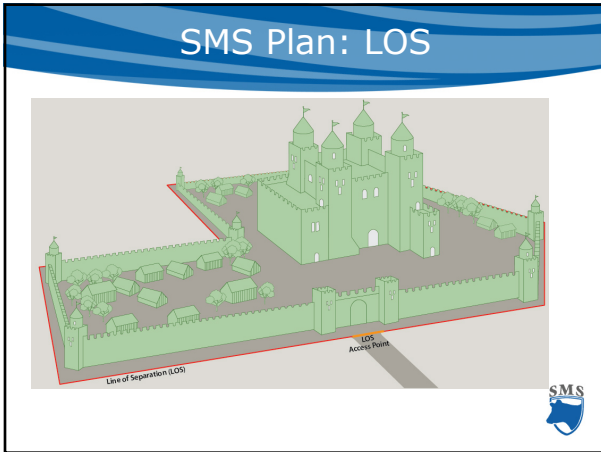 SMS Plan: LOS
LOS
Access Point
Line of Separation (LOS)
SMS